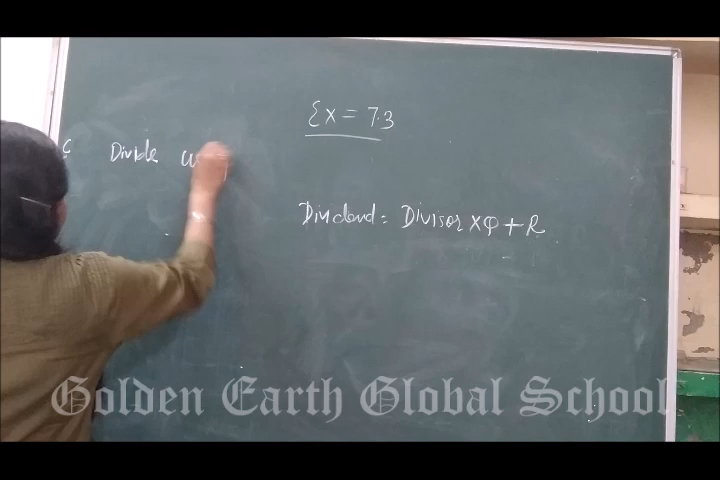 Ex = 7.3
Divide
Dividend = Divisor × Q + R
Golden Earth Global School